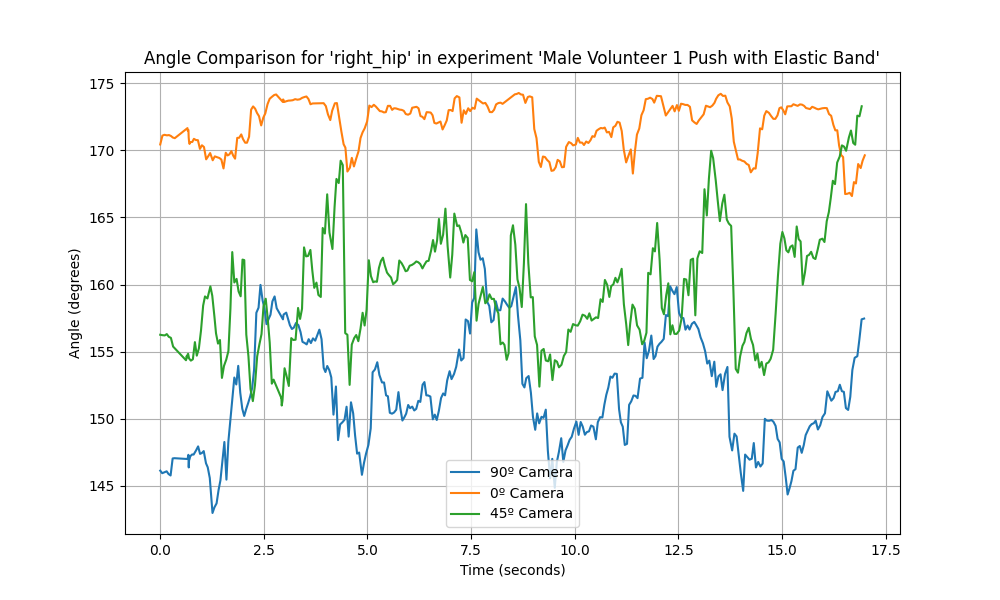 Angle Comparison for 'right_hip' in experiment 'Male Volunteer 1 Push with Elastic Band'
175
170
165
160
155
150
145
Angle (degrees)
90º Camera
0º Camera
45º Camera
0.0 2.5 5.0 7.5 10.0 12.5 15.0 17.5
Time (seconds)